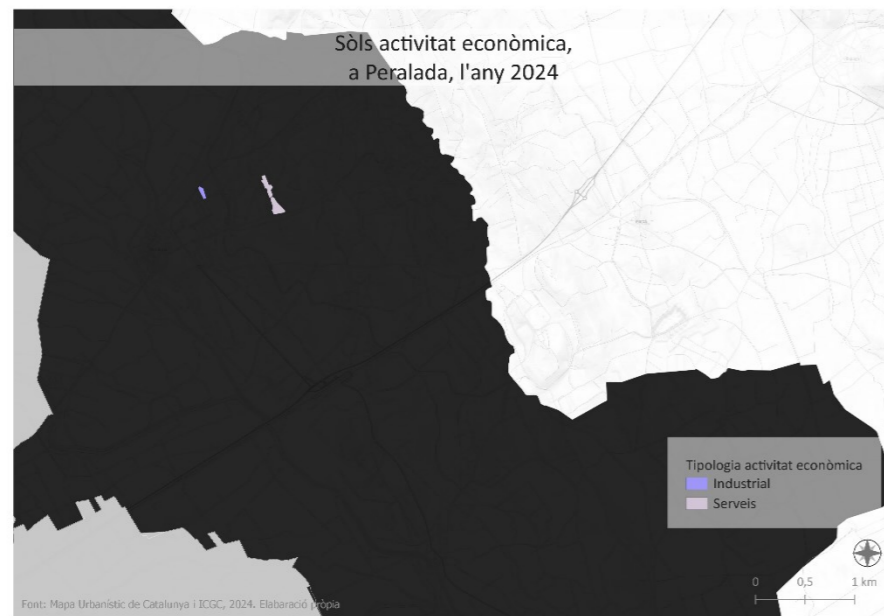 Sòls activitat econòmica,
a Peralada, l'any 2024
Tipologia activitat econòmica
Industrial
Serveis
0 0,5 1 km
Font: Mapa Urbanístic de Catalunya i ICGC, 2024. Elabaració pròpia